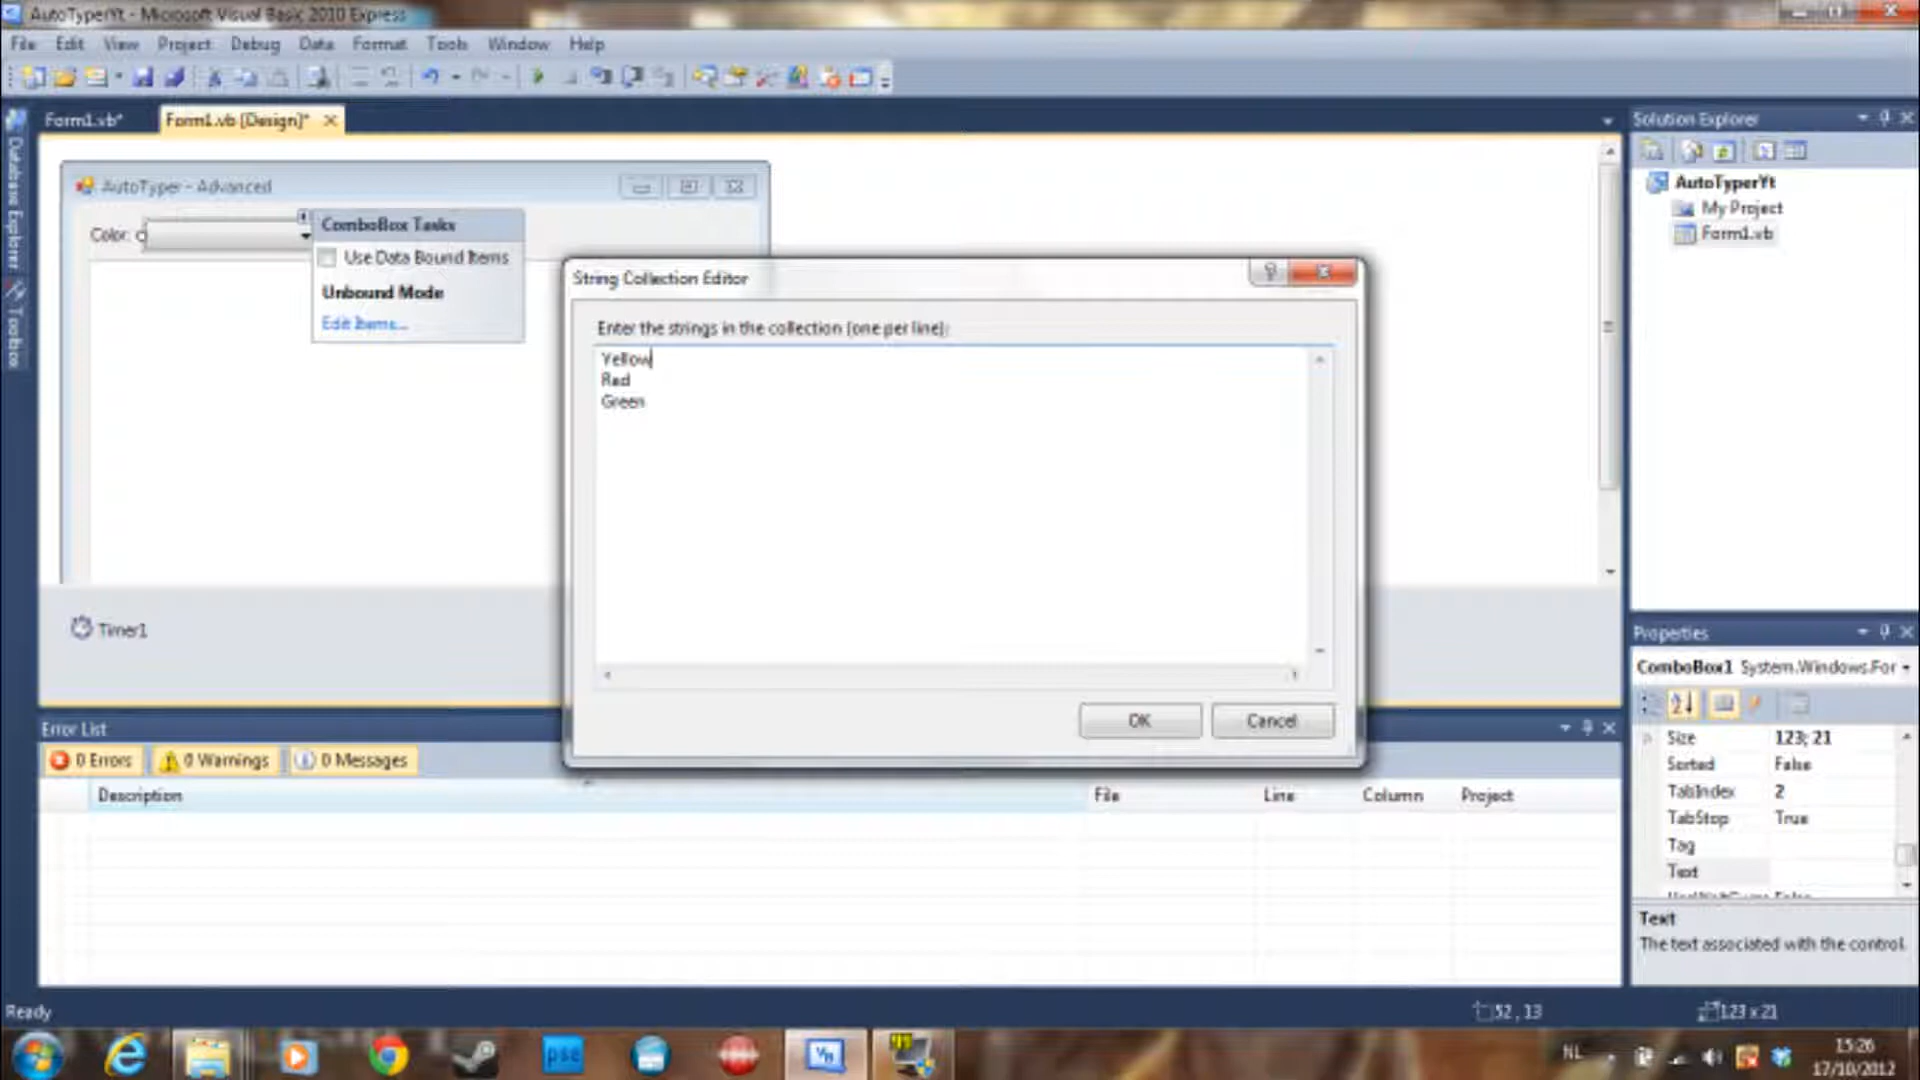 AutoTyperYt - Microsoft Visual Basic 2010 Express
File Edit View Project Debug Data Format Tools Window Help
Form1.vb* Form1.vb [Design]*
Database Explorer
Toolbox
AutoTyper - Advanced
Color:
ComboBox Tasks
Use Data Bound Items
Unbound Mode
Edit Items...
String Collection Editor
Enter the strings in the collection (one per line):
Yellow
Red
Green
OK Cancel
Timer1
Solution Explorer
AutoTyperYt
My Project
Form1.vb
Properties
ComboBox1 System.Windows.For
Size 123; 21
Sorted False
TabIndex 2
TabStop True
Tag
Text
Text
The text associated with the control.
Error List
0 Errors 0 Warnings 0 Messages
Description File Line Column Project
Ready 52, 13 123 x 21
pse
NL 15:26
17/10/2012